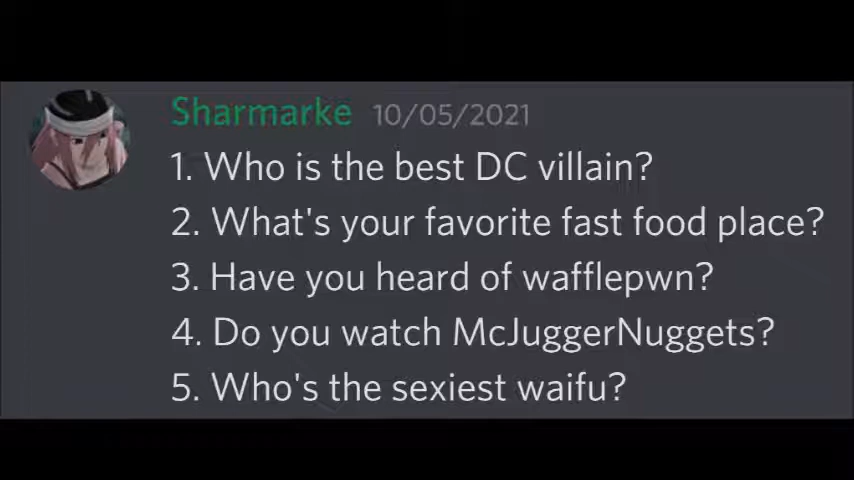 Sharmarke 10/05/2021
1. Who is the best DC villain?
2. What's your favorite fast food place?
3. Have you heard of wafflepwn?
4. Do you watch McJuggerNuggets?
5. Who's the sexiest waifu?